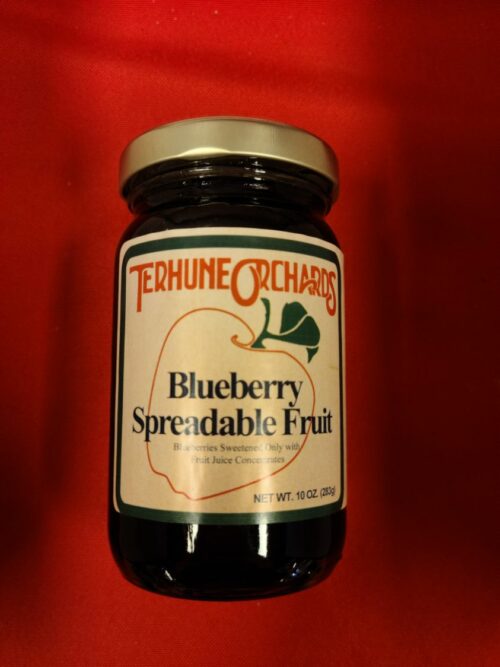 TERHUNE ORCHARDS
Blueberry
Spreadable Fruit
Blueberries Sweetened Only with
Fruit Juice Concentrates
NET WT. 10 OZ. (283g)